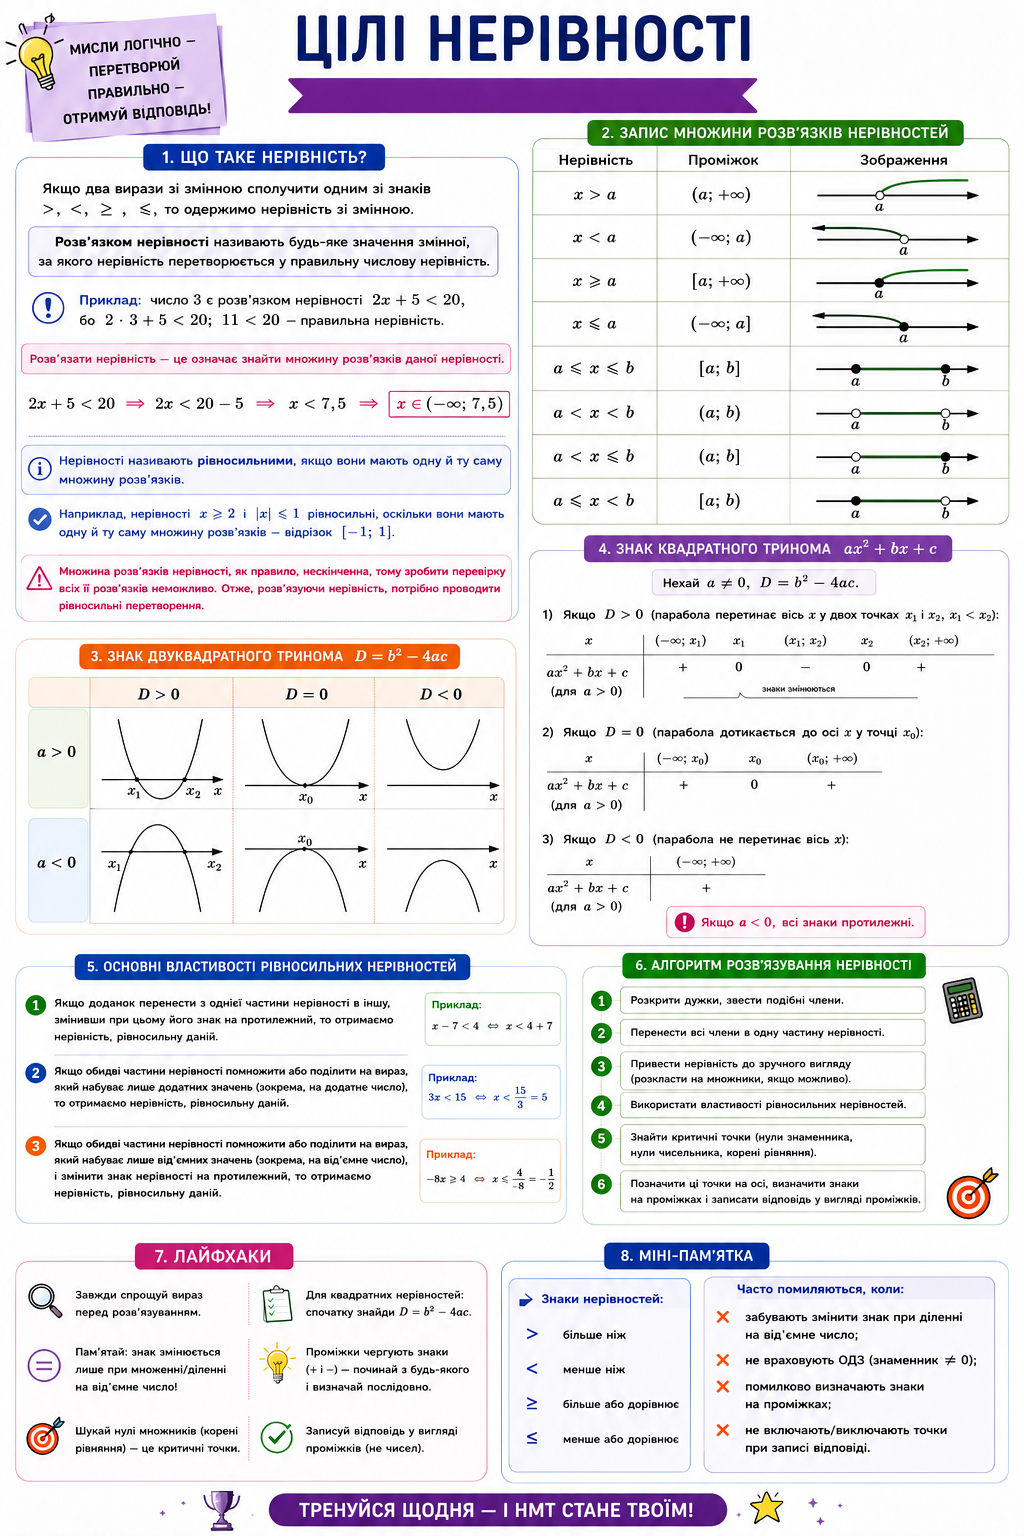 МИСЛИ ЛОГІЧНО –
ПЕРЕТВОРЮЙ
ПРАВИЛЬНО –
ОТРИМУЙ ВІДПОВІДЬ!
ЦІЛІ НЕРІВНОСТІ
1. ЩО ТАКЕ НЕРІВНІСТЬ?
Якщо два вирази зі змінною сполучити одним зі знаків
>, <, ≥ , ⩽, то одержимо нерівність зі змінною.
Розв'язком нерівності називають будь-яке значення змінної,
за якого нерівність перетворюється у правильну числову нерівність.
Приклад: число 3 є розв'язком нерівності 2x + 5 < 20,
бо 2 · 3 + 5 < 20; 11 < 20 – правильна нерівність.
Розв'язати нерівність — це означає знайти множину розв'язків даної нерівності.
2x + 5 < 20 ⇒ 2x < 20 − 5 ⇒ x < 7,5 ⇒ x ∈ (−∞; 7,5)
Нерівності називають рівносильними, якщо вони мають одну й ту саму
множину розв'язків.
Наприклад, нерівності x ⩾ 2 і |x| ⩽ 1 рівносильні, оскільки вони мають
одну й ту саму множину розв'язків – відрізок [−1; 1].
Множина розв'язків нерівності, як правило, нескінченна, тому зробити перевірку
всіх її розв'язків неможливо. Отже, розв'язуючи нерівність, потрібно проводити
рівносильні перетворення.
2. ЗАПИС МНОЖИНИ РОЗВ'ЯЗКІВ НЕРІВНОСТЕЙ
Нерівність Проміжок Зображення
x > a (a; +∞) a
x < a (−∞; a) a
x ⩾ a [a; +∞) a
x ⩽ a (−∞; a] a
a ⩽ x ⩽ b [a; b] a b
a < x < b (a; b) a b
a < x ⩽ b (a; b] a b
a ⩽ x < b [a; b) a b
3. ЗНАК ДВУКВАДРАТНОГО ТРИНОМА D = b² − 4ac
D > 0 D = 0 D < 0
a > 0
x₁ x₂ x x₀ x x
a < 0
x₁ x₂ x₀ x x
4. ЗНАК КВАДРАТНОГО ТРИНОМА ax² + bx + c
Нехай a ≠ 0, D = b² − 4ac.
1) Якщо D > 0 (парабола перетинає вісь x у двох точках x₁ і x₂, x₁ < x₂):
x (−∞; x₁) x₁ (x₁; x₂) x₂ (x₂; +∞)
ax² + bx + c + 0 − 0 +
(для a > 0) знаки змінюються
2) Якщо D = 0 (парабола дотикається до осі x у точці x₀):
x (−∞; x₀) x₀ (x₀; +∞)
ax² + bx + c + 0 +
(для a > 0)
3) Якщо D < 0 (парабола не перетинає вісь x):
x (−∞; +∞)
ax² + bx + c +
(для a > 0)
! Якщо a < 0, всі знаки протилежні.
5. ОСНОВНІ ВЛАСТИВОСТІ РІВНОСИЛЬНИХ НЕРІВНОСТЕЙ
1 Якщо доданок перенести з однієї частини нерівності в іншу,
змінивши при цьому його знак на протилежний, то отримаємо
нерівність, рівносильну даній.
Приклад:
x − 7 < 4 ⇔ x < 4 + 7
2 Якщо обидві частини нерівності помножити або поділити на вираз,
який набуває лише додатних значень (зокрема, на додатне число),
то отримаємо нерівність, рівносильну даній.
Приклад:
3x < 15 ⇔ x < 15/3 = 5
3 Якщо обидві частини нерівності помножити або поділити на вираз,
який набуває лише від'ємних значень (зокрема, на від'ємне число),
і змінити знак нерівності на протилежний, то отримаємо
нерівність, рівносильну даній.
Приклад:
−8x ⩾ 4 ⇔ x ⩽ 4/-8 = −1/2
6. АЛГОРИТМ РОЗВ'ЯЗУВАННЯ НЕРІВНОСТІ
1 Розкрити дужки, звести подібні члени.
2 Перенести всі члени в одну частину нерівності.
3 Привести нерівність до зручного вигляду
(розкласти на множники, якщо можливо).
4 Використати властивості рівносильних нерівностей.
5 Знайти критичні точки (нули знаменника,
нули чисельника, корені рівняння).
6 Позначити ці точки на осі, визначити знаки
на проміжках і записати відповідь у вигляді проміжків.
7. ЛАЙФХАКИ
Завжди спрощуй вираз
перед розв'язуванням.
Для квадратних нерівностей:
спочатку знайди D = b² − 4ac.
Пам'ятай: знак змінюється
лише при множенні/діленні
на від'ємне число!
Проміжки чергують знаки
(+ і −) — починай з будь-якого
і визначай послідовно.
Шукай нулі множників (корені
рівняння) — це критичні точки.
Записуй відповідь у вигляді
проміжків (не чисел).
8. МІНІ-ПАМ'ЯТКА
Знаки нерівностей:
> більше ніж
< менше ніж
≥ більше або дорівнює
≤ менше або дорівнює
Часто помиляються, коли:
забувають змінити знак при діленні
на від'ємне число;
не враховують ОДЗ (знаменник ≠ 0);
помилково визначають знаки
на проміжках;
не включають/виключають точки
при записі відповіді.
ТРЕНУЙСЯ ЩОДНЯ — І НМТ СТАНЕ ТВОЇМ!